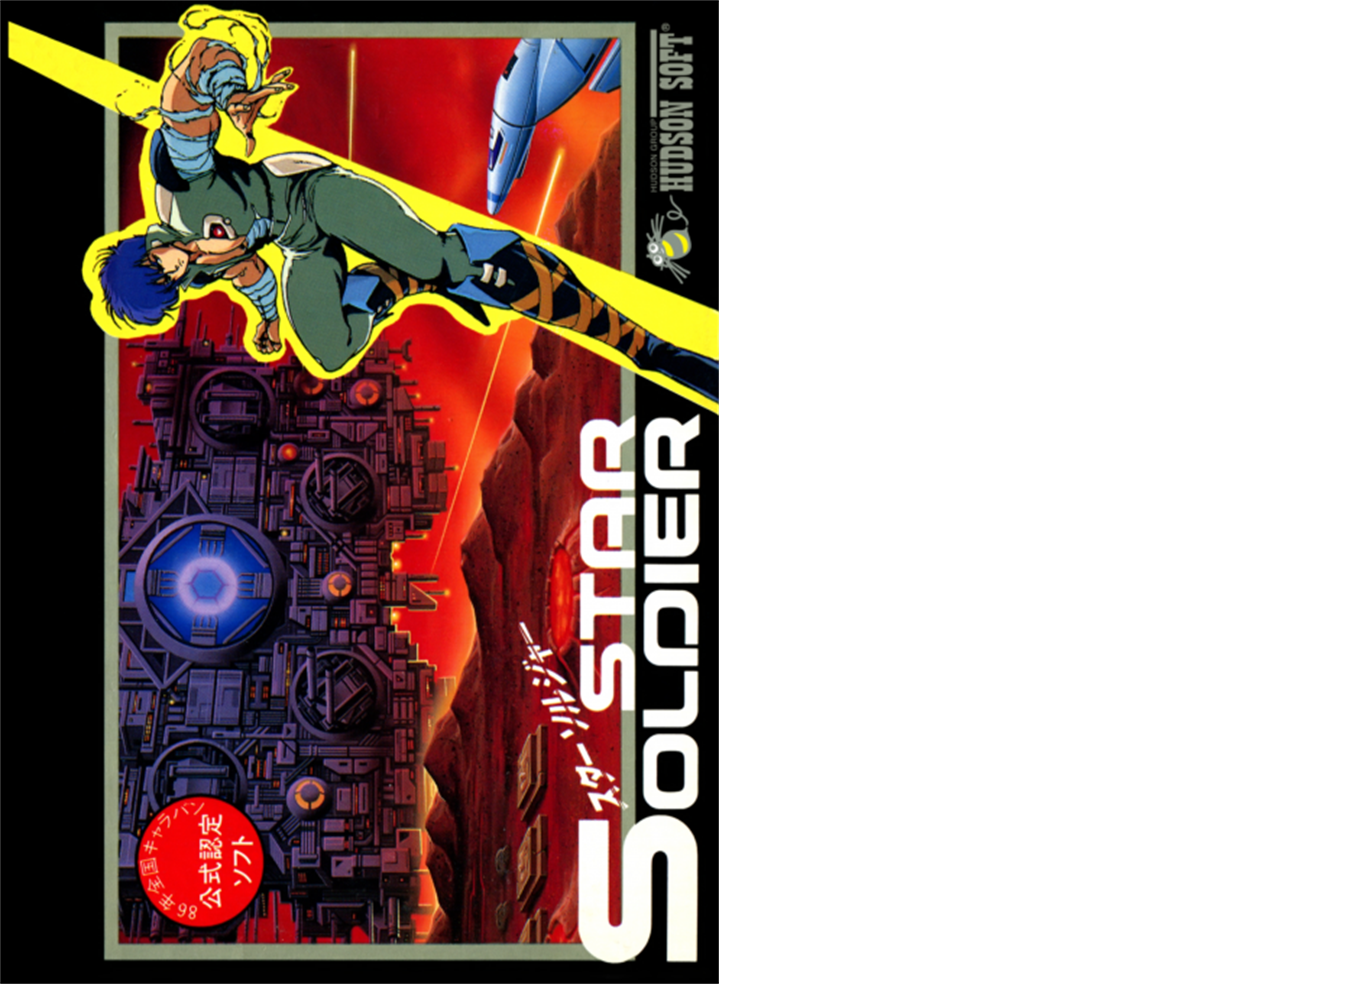 STAR
SOLDIER
スターソルジャー
HUDSON GROUP
HUDSON SOFT®
86年全国キャラバン
公式認定
ソフト